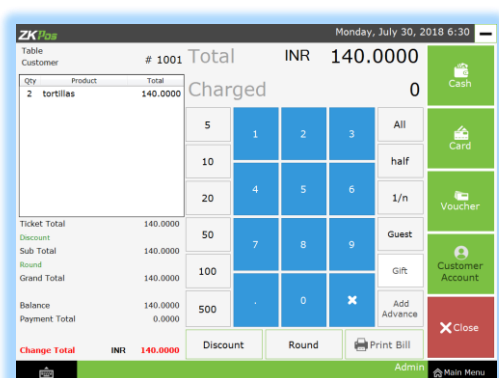 ZKPos
Monday, July 30, 2018 6:30
Table
Customer
# 1001
Qty Product Total
2 tortillas 140.0000
Ticket Total 140.0000
Discount
Sub Total 140.0000
Round
Grand Total 140.0000
Balance 140.0000
Payment Total 0.0000
Change Total INR 140.0000
Total INR 140.0000
Charged 0
5 1 2 3 All
10 half
20 4 5 6 1/n
50 7 8 9 Guest
100 Gift
500 . 0 Add
Advance
Discount Round Print Bill
Cash
Card
Voucher
Customer
Account
Close
Admin
Main Menu